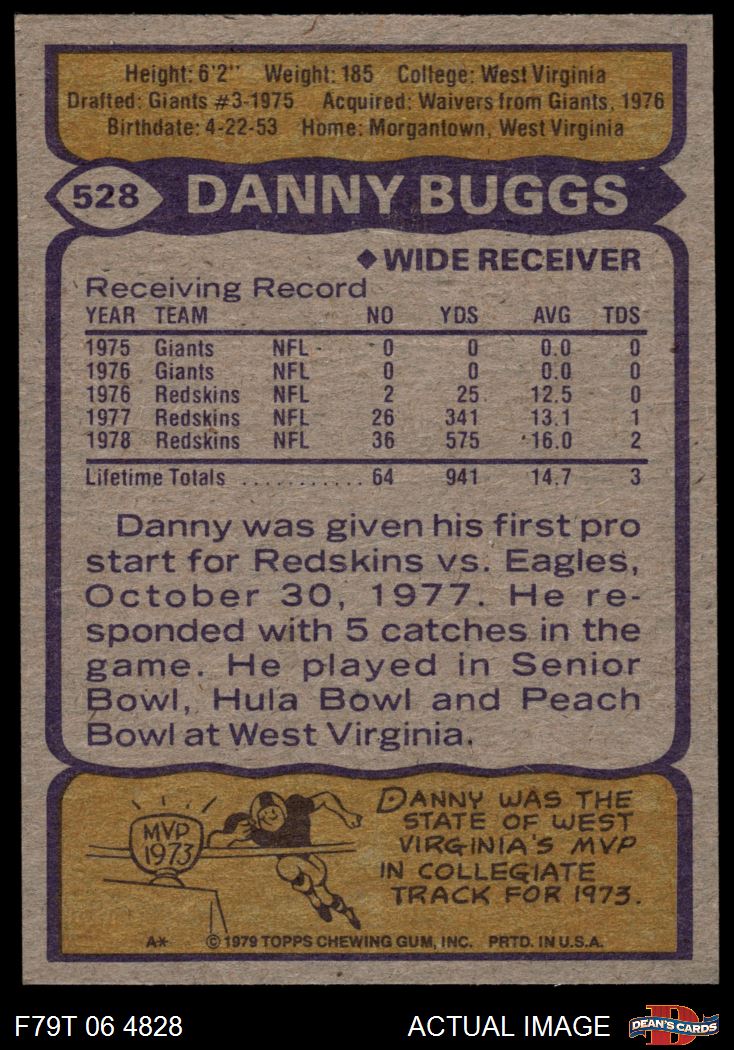 Height: 6'2" Weight: 185 College: West Virginia
Drafted: Giants #3-1975 Acquired: Waivers from Giants, 1976
Birthdate: 4-22-53 Home: Morgantown, West Virginia
528 DANNY BUGGS
◆ WIDE RECEIVER
Receiving Record
YEAR TEAM NO YDS AVG TDS
1975 Giants NFL 0 0 0.0 0
1976 Giants NFL 0 0 0.0 0
1976 Redskins NFL 2 25 12.5 0
1977 Redskins NFL 26 341 13.1 1
1978 Redskins NFL 36 575 16.0 2
Lifetime Totals ........... 64 941 14.7 3
Danny was given his first pro
start for Redskins vs. Eagles,
October 30, 1977. He re-
sponded with 5 catches in the
game. He played in Senior
Bowl, Hula Bowl and Peach
Bowl at West Virginia.
MVP
1973
DANNY WAS THE
STATE OF WEST
VIRGINIA'S MVP
IN COLLEGIATE
TRACK FOR 1973.
A* © 1979 TOPPS CHEWING GUM, INC. PRTD. IN U.S.A.
F79T 06 4828 ACTUAL IMAGE D DEAN'S CARDS